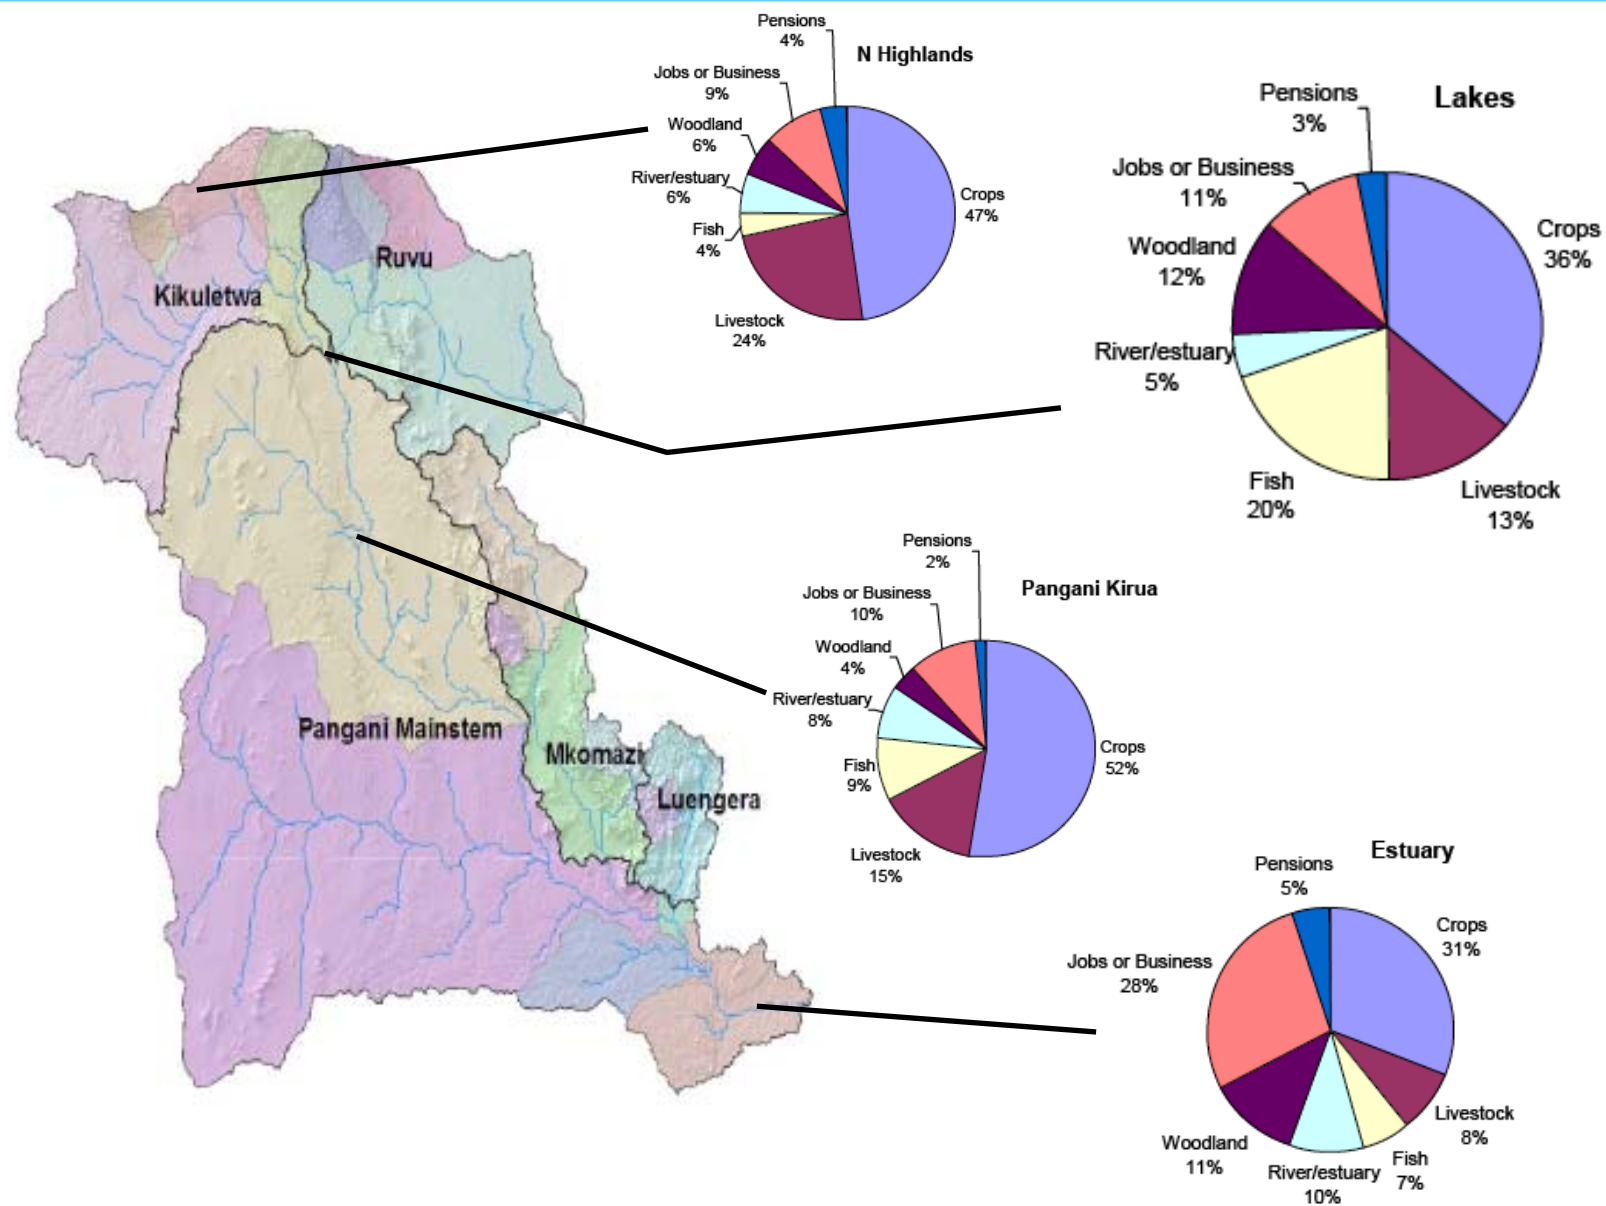 Pensions
4%
N Highlands
Jobs or Business
9%
Woodland
6%
River/estuary
6%
Fish
4%
Livestock
24%
Crops
47%
Lakes
Pensions
3%
Jobs or Business
11%
Woodland
12%
River/estuary
5%
Fish
20%
Livestock
13%
Crops
36%
Ruvu
Kikuletwa
Pangani Mainstem
Mkomazi
Luengera
Pangani Kirua
Pensions
2%
Jobs or Business
10%
Woodland
4%
River/estuary
8%
Fish
9%
Livestock
15%
Crops
52%
Estuary
Pensions
5%
Jobs or Business
28%
Woodland
11%
River/estuary
10%
Fish
7%
Livestock
8%
Crops
31%